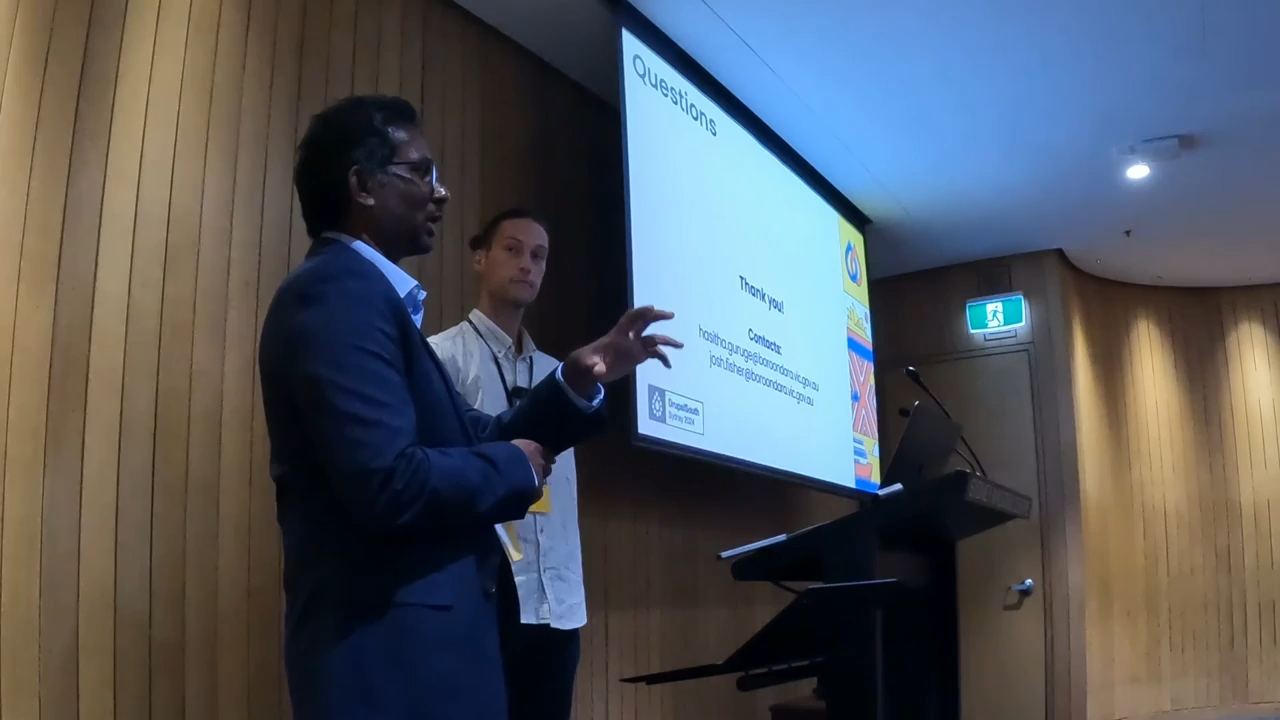 Questions
Thank you!
Contacts:
hasitha.guruge@boroondara.vic.gov.au
josh.fisher@boroondara.vic.gov.au
DrupalSouth
Sydney 2024